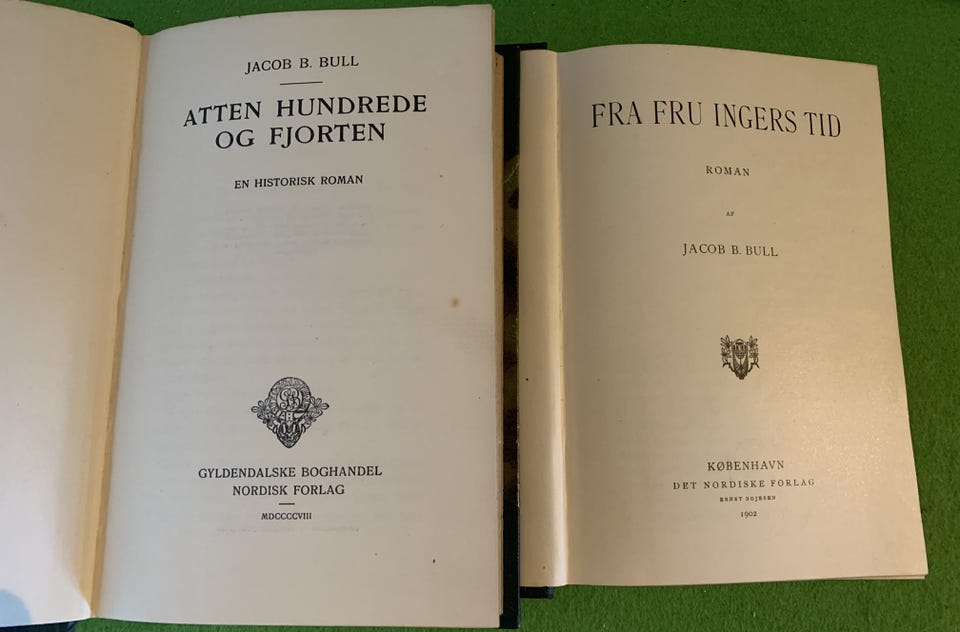 JACOB B. BULL
ATTEN HUNDREDE
OG FJORTEN
EN HISTORISK ROMAN
GYLDENDALSKE BOGHANDEL
NORDISK FORLAG
MDCCCCVIII
FRA FRU INGERS TID
ROMAN
AF
JACOB B. BULL
KØBENHAVN
DET NORDISKE FORLAG
ERNST BOJESEN
1902